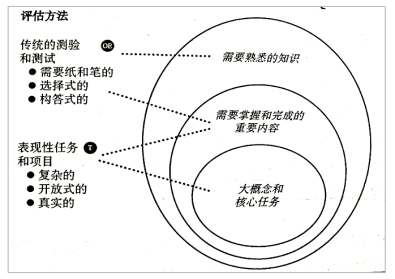 评估方法
传统的测验 OE
和测试
● 需要纸和笔的
● 选择式的
● 构答式的
表现性任务 T
和项目
● 复杂的
● 开放式的
● 真实的
需要熟悉的知识
需要掌握和完成的
重要内容
大概念和
核心任务